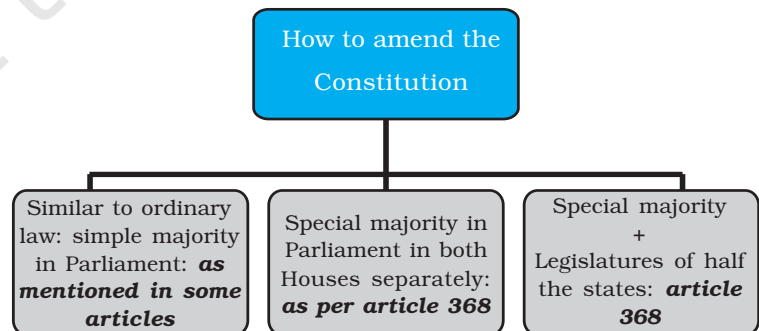 How to amend the
Constitution
Similar to ordinary
law: simple majority
in Parliament: as
mentioned in some
articles
Special majority in
Parliament in both
Houses separately:
as per article 368
Special majority
+
Legislatures of half
the states: article
368